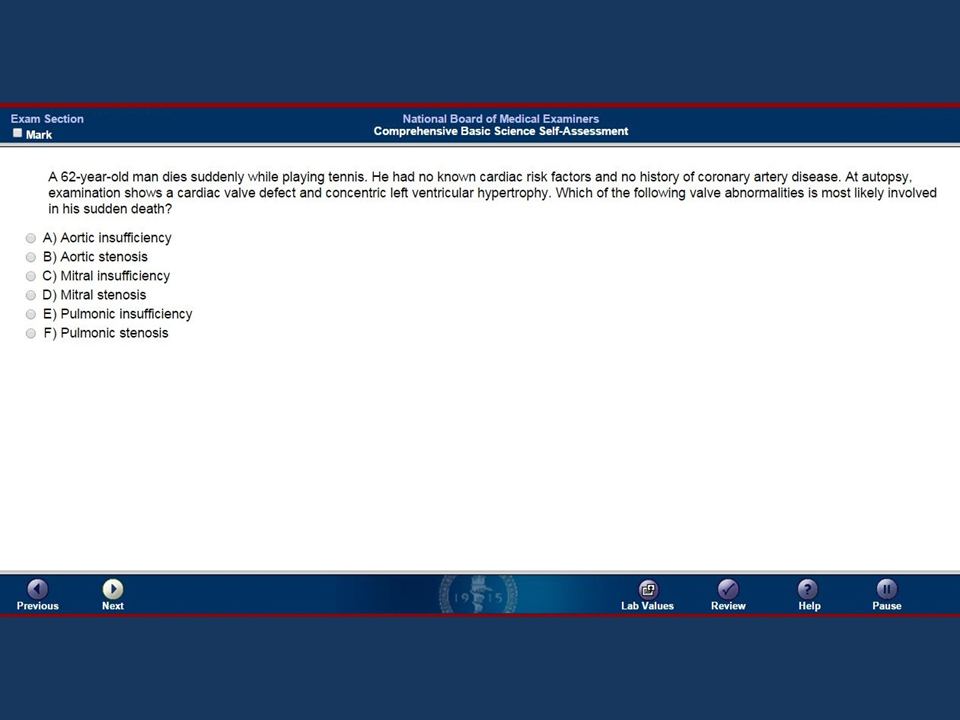 Exam Section
Mark
National Board of Medical Examiners
Comprehensive Basic Science Self-Assessment
A 62-year-old man dies suddenly while playing tennis. He had no known cardiac risk factors and no history of coronary artery disease. At autopsy,
examination shows a cardiac valve defect and concentric left ventricular hypertrophy. Which of the following valve abnormalities is most likely involved
in his sudden death?
A) Aortic insufficiency
B) Aortic stenosis
C) Mitral insufficiency
D) Mitral stenosis
E) Pulmonic insufficiency
F) Pulmonic stenosis
Previous
Next
1915
Lab Values
Review
Help
Pause